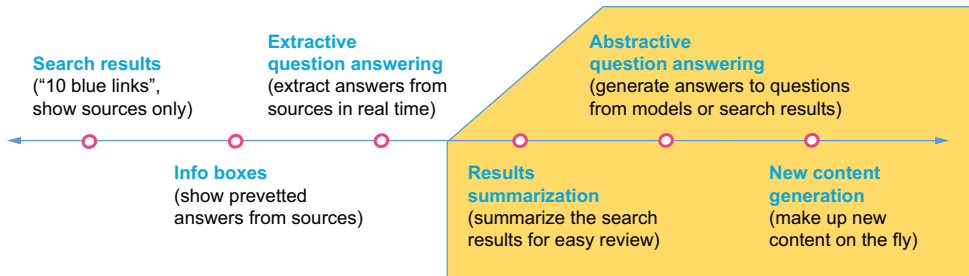 Search results
("10 blue links",
show sources only)
Info boxes
(show prevetted
answers from sources)
Extractive
question answering
(extract answers from
sources in real time)
Results
summarization
(summarize the search
results for easy review)
Abstractive
question answering
(generate answers to questions
from models or search results)
New content
generation
(make up new
content on the fly)